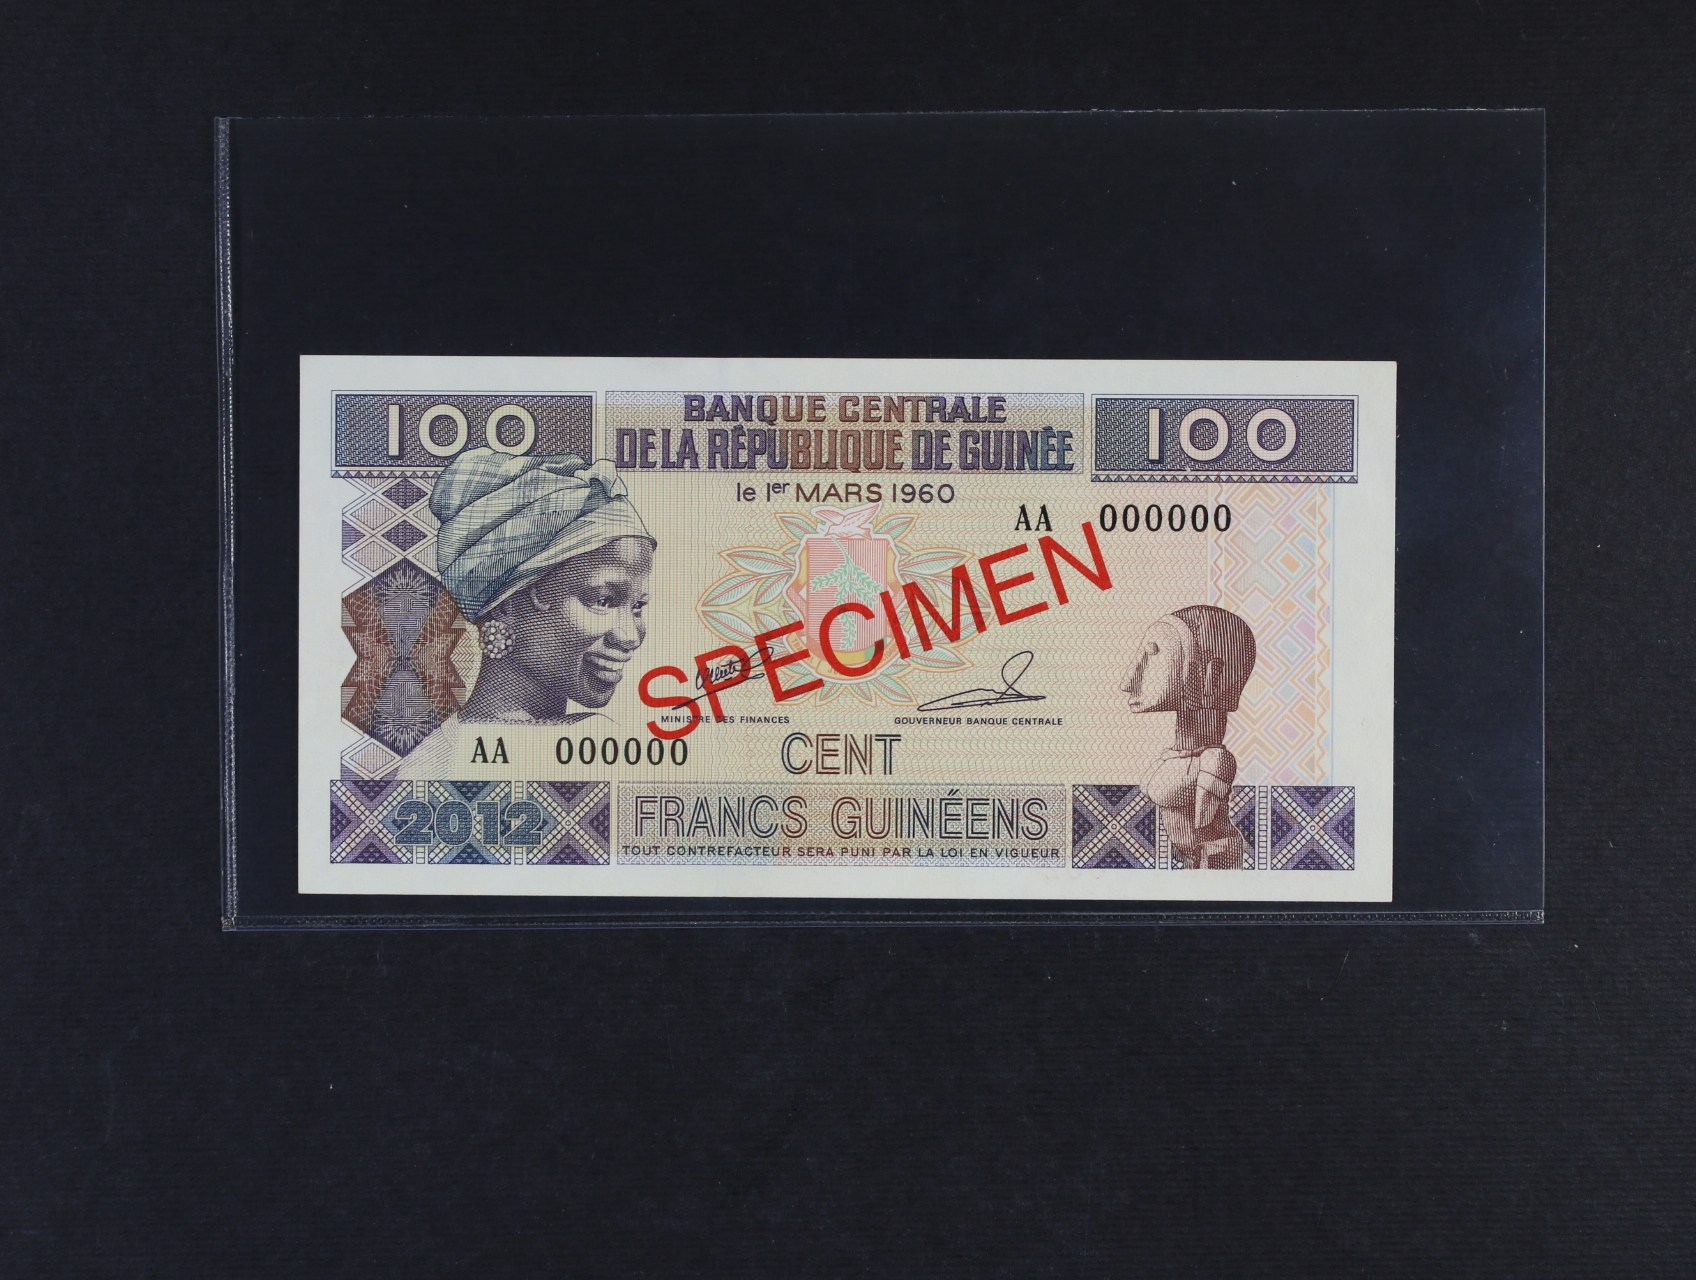 100
BANQUE CENTRALE
DE LA RÉPUBLIQUE DE GUINÉE
100
le 1er MARS 1960
AA 000000
SPECIMEN
MINISTRE DES FINANCES
GOUVERNEUR BANQUE CENTRALE
AA 000000
CENT
2012
FRANCS GUINÉENS
TOUT CONTREFACTEUR SERA PUNI PAR LA LOI EN VIGUEUR